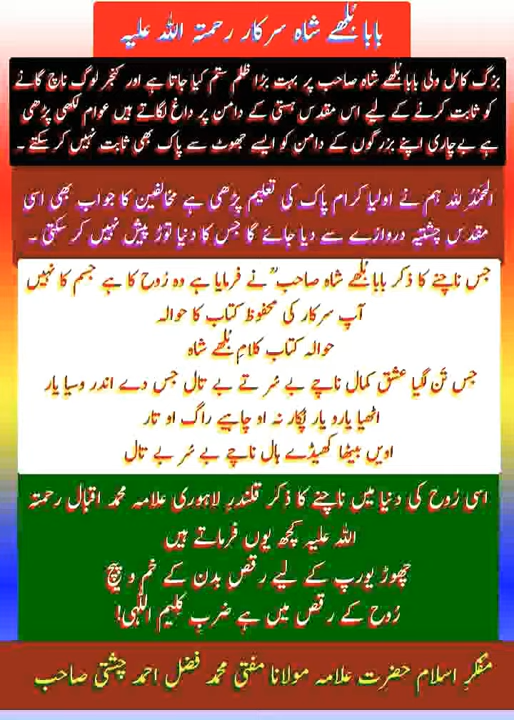 بابا بُلھے شاہ سرکار رحمتہ اللہ علیہ
بزگ کامل ولی بابا بُلھے شاہ صاحب پر بہت بڑا ظلم ستم کیا جاتا ہے اور کنجر لوگ ناچ گانے
کو ثابت کرنے کے لیے اس مقدس ہستی کے دامن پر داغ لگاتے ہیں عوام لکھی پڑھی
ہے بےچاری اپنے بزرگوں کے دامن کو ایسے جھوٹ سے پاک بھی ثابت نہیں کر سکتے ۔
الحَمدُ للہ ہم نے اولیا کرام پاک کی تعلیم پڑھی ہے مخالفین کا جواب بھی اسی
مقدس چشتیہ دروازے سے دیا جائے گا جس کا دنیا توڑ پیش نہیں کر سکتی ۔
جس ناچنے کا ذکر بابا بُلھے شاہ صاحبؒ نے فرمایا ہے وہ رُوح کا ہے جسم کا نہیں
آپ سرکار کی محفوظ کتاب کا حوالہ
حوالہ کتاب کلامِ بُلھے شاہ
جس تَن لگیا عشق کمال ناچے بے سُر تے بے تال جس دے اندر وسیا یار
اٹھیا یارو یار پُکار نہ او چاہیے راگ او تار
اویں بیٹھا کھیڈے ہال ناچے بے سُر بے تال
اسی رُوح کی دنیا میں ناچنے کا ذکر قلندرِ لاہوری علامہ محمد اقبال رحمتہ
اللہ علیہ کچھ یوں فرماتے ہیں
چھوڑ یورپ کے لیے رقص بدن کے خم و پیچ
رُوح کے رقص میں ہے ضربِ کلیم اللّٰہی!
مفکرِ اسلام حضرت علامہ مولانا مفتی محمد فضل احمد چشتی صاحب